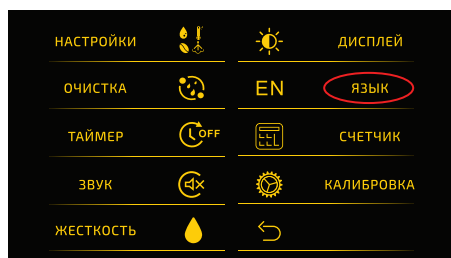 НАСТРОЙКИ ДИСПЛЕЙ
ОЧИСТКА EN ЯЗЫК
ТАЙМЕР OFF СЧЕТЧИК
ЗВУК КАЛИБРОВКА
ЖЕСТКОСТЬ